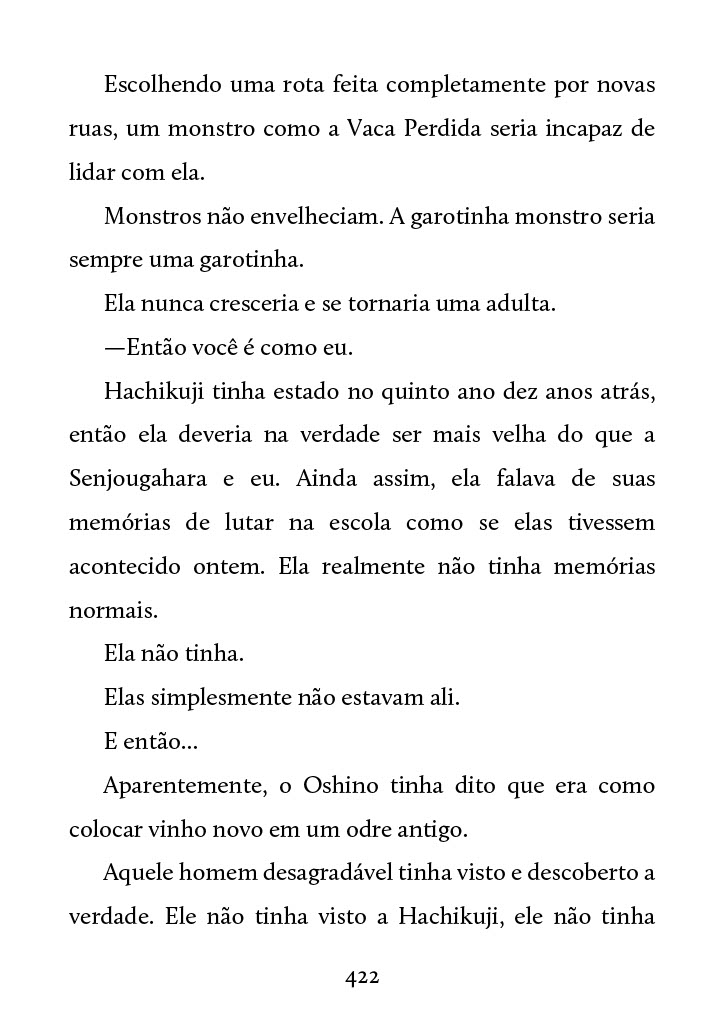 Escolhendo uma rota feita completamente por novas
ruas, um monstro como a Vaca Perdida seria incapaz de
lidar com ela.
Monstros não envelheciam. A garotinha monstro seria
sempre uma garotinha.
Ela nunca cresceria e se tornaria uma adulta.
—Então você é como eu.
Hachikuji tinha estado no quinto ano dez anos atrás,
então ela deveria na verdade ser mais velha do que a
Senjougahara e eu. Ainda assim, ela falava de suas
memórias de lutar na escola como se elas tivessem
acontecido ontem. Ela realmente não tinha memórias
normais.
Ela não tinha.
Elas simplesmente não estavam ali.
E então...
Aparentemente, o Oshino tinha dito que era como
colocar vinho novo em um odre antigo.
Aquele homem desagradável tinha visto e descoberto a
verdade. Ele não tinha visto a Hachikuji, ele não tinha
422